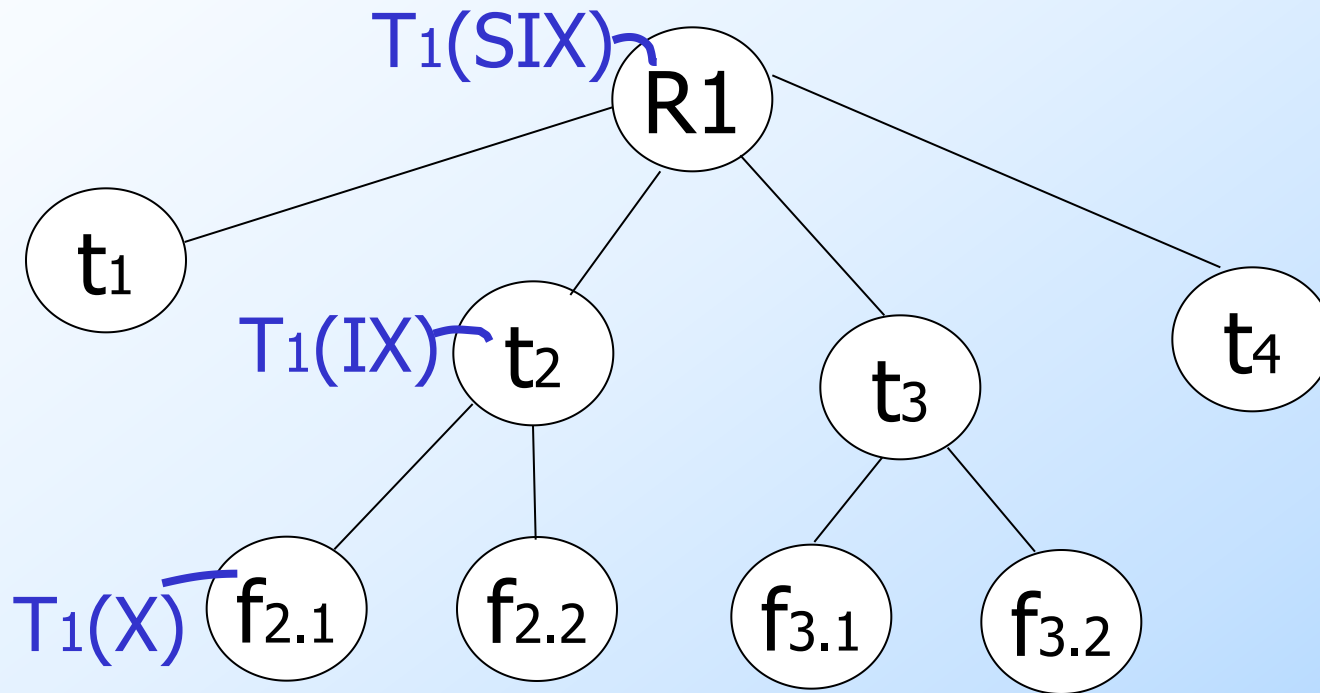 T1(SIX)
R1
t1
T1(IX)
t2
t3
t4
T1(X)
f2.1
f2.2
f3.1
f3.2